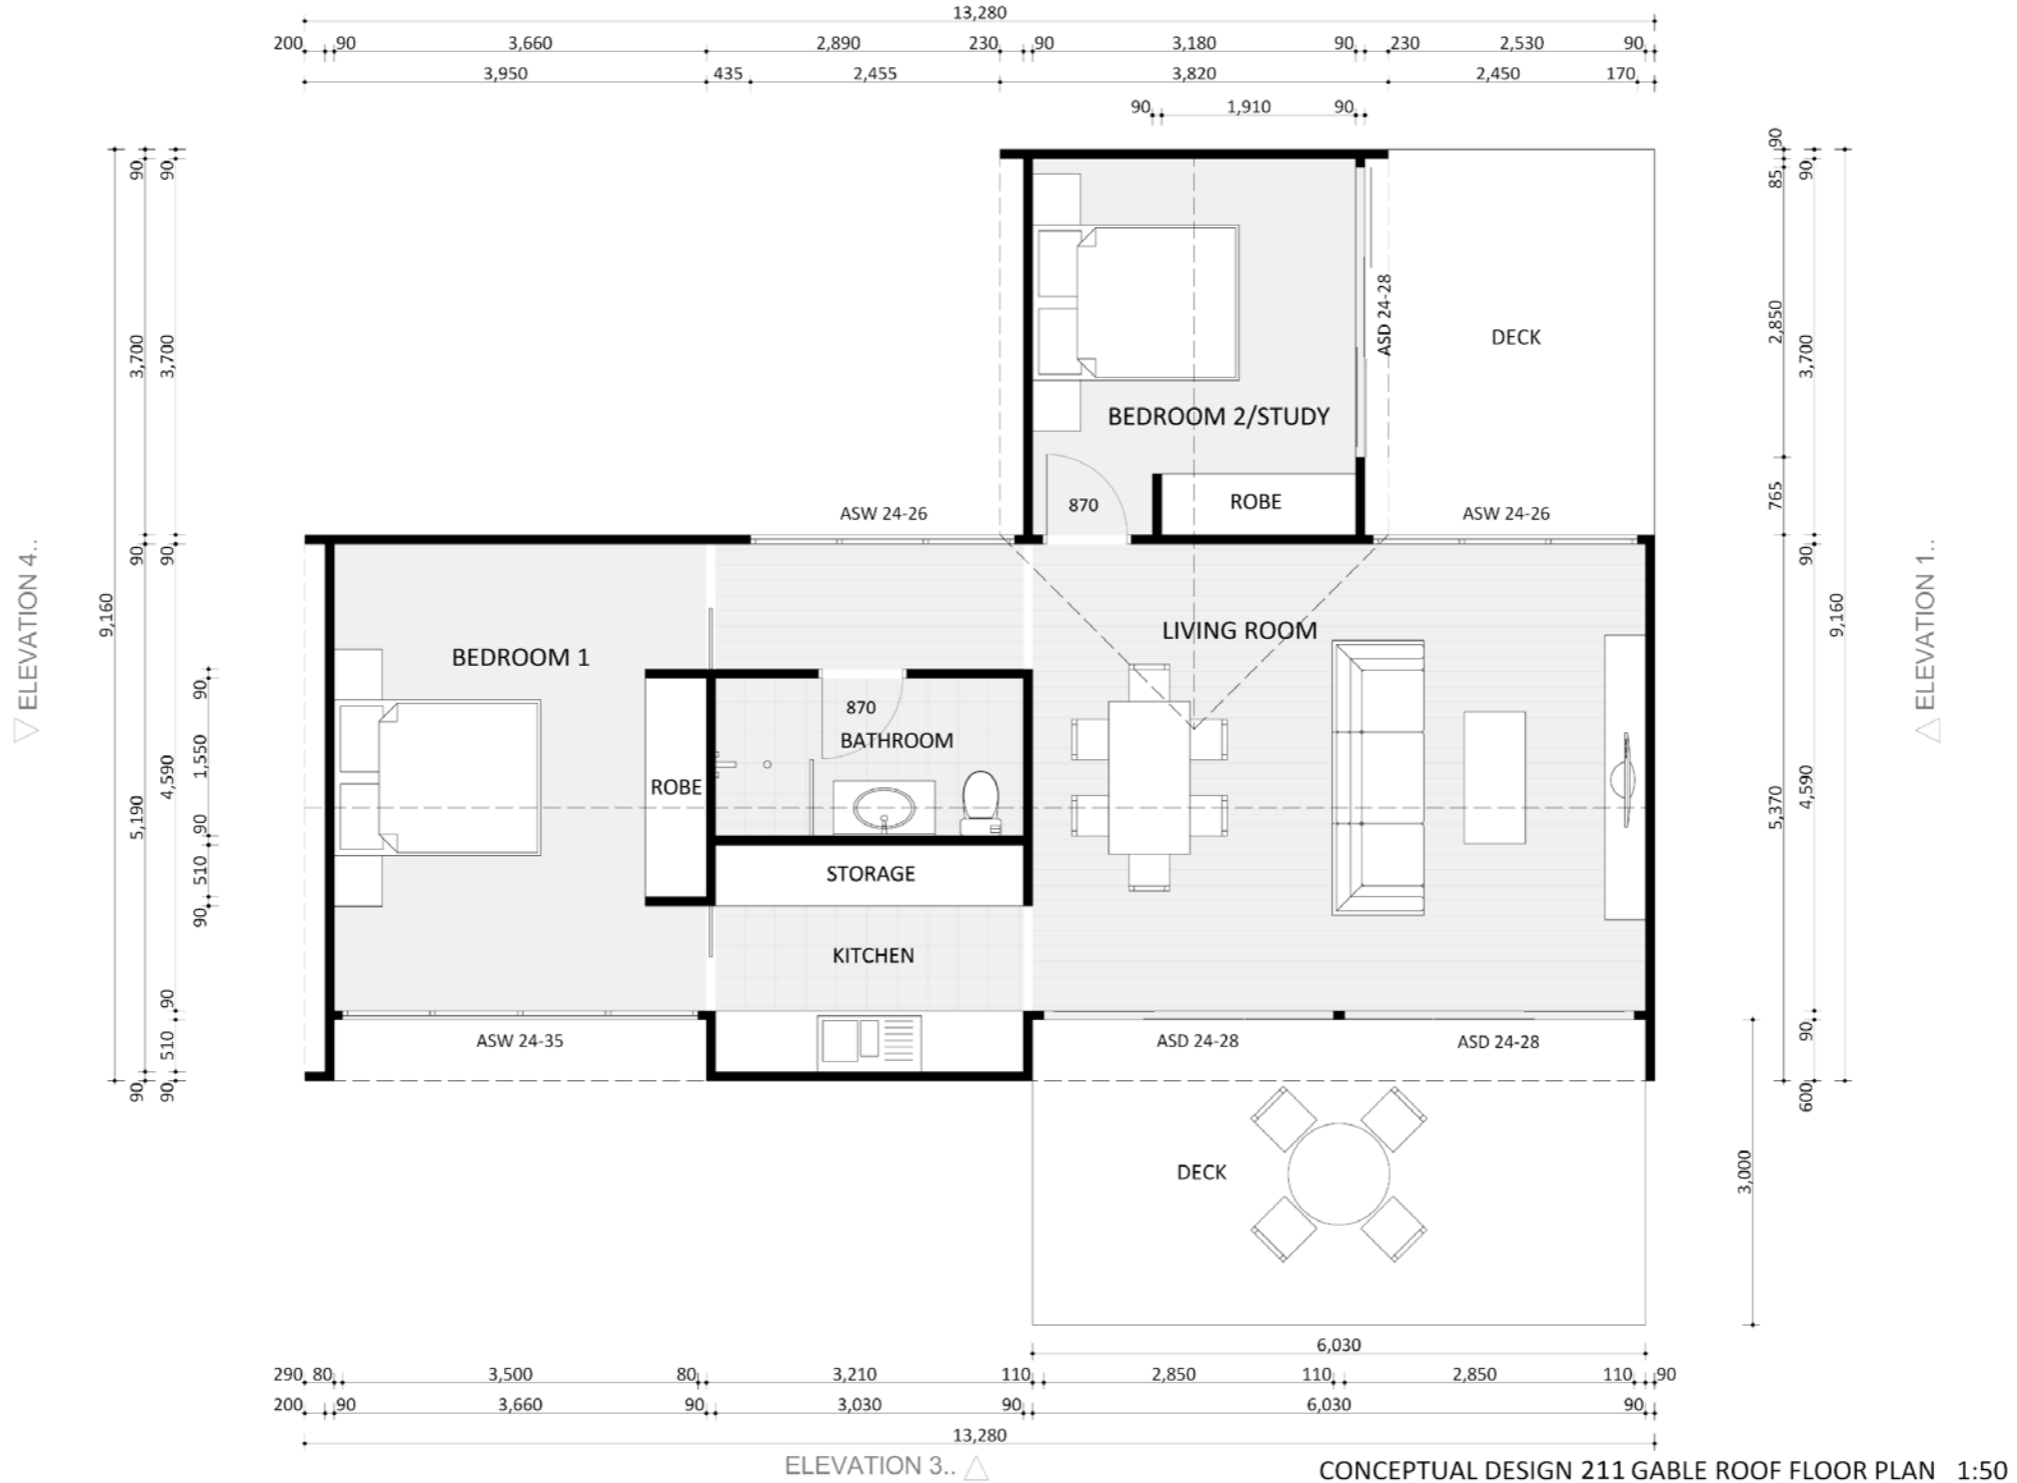 13,280
200 90 3,660 2,890 230 90 3,180 90 230 2,530 90
3,950 435 2,455 3,820 2,450 170
90 1,910 90
90 90 90 90
85
3,700 3,700 2,850 3,700
ASD 24-28
DECK
BEDROOM 2/STUDY
765
870 ROBE
ASW 24-26 ASW 24-26
▽ ELEVATION 4.. △ ELEVATION 1..
90 90 90
9,160 9,160
LIVING ROOM
BEDROOM 1
90
870
BATHROOM
1,550
4,590 4,590
5,190 5,370
ROBE
90
510 STORAGE
90
KITCHEN
90
510 90
ASW 24-35 ASD 24-28 ASD 24-28
90 90 600
DECK 3,000
6,030
290 80 3,500 80 3,210 110 2,850 110 2,850 110 90
200 90 3,660 90 3,030 90 6,030 90
13,280
ELEVATION 3.. △
CONCEPTUAL DESIGN 211 GABLE ROOF FLOOR PLAN 1:50